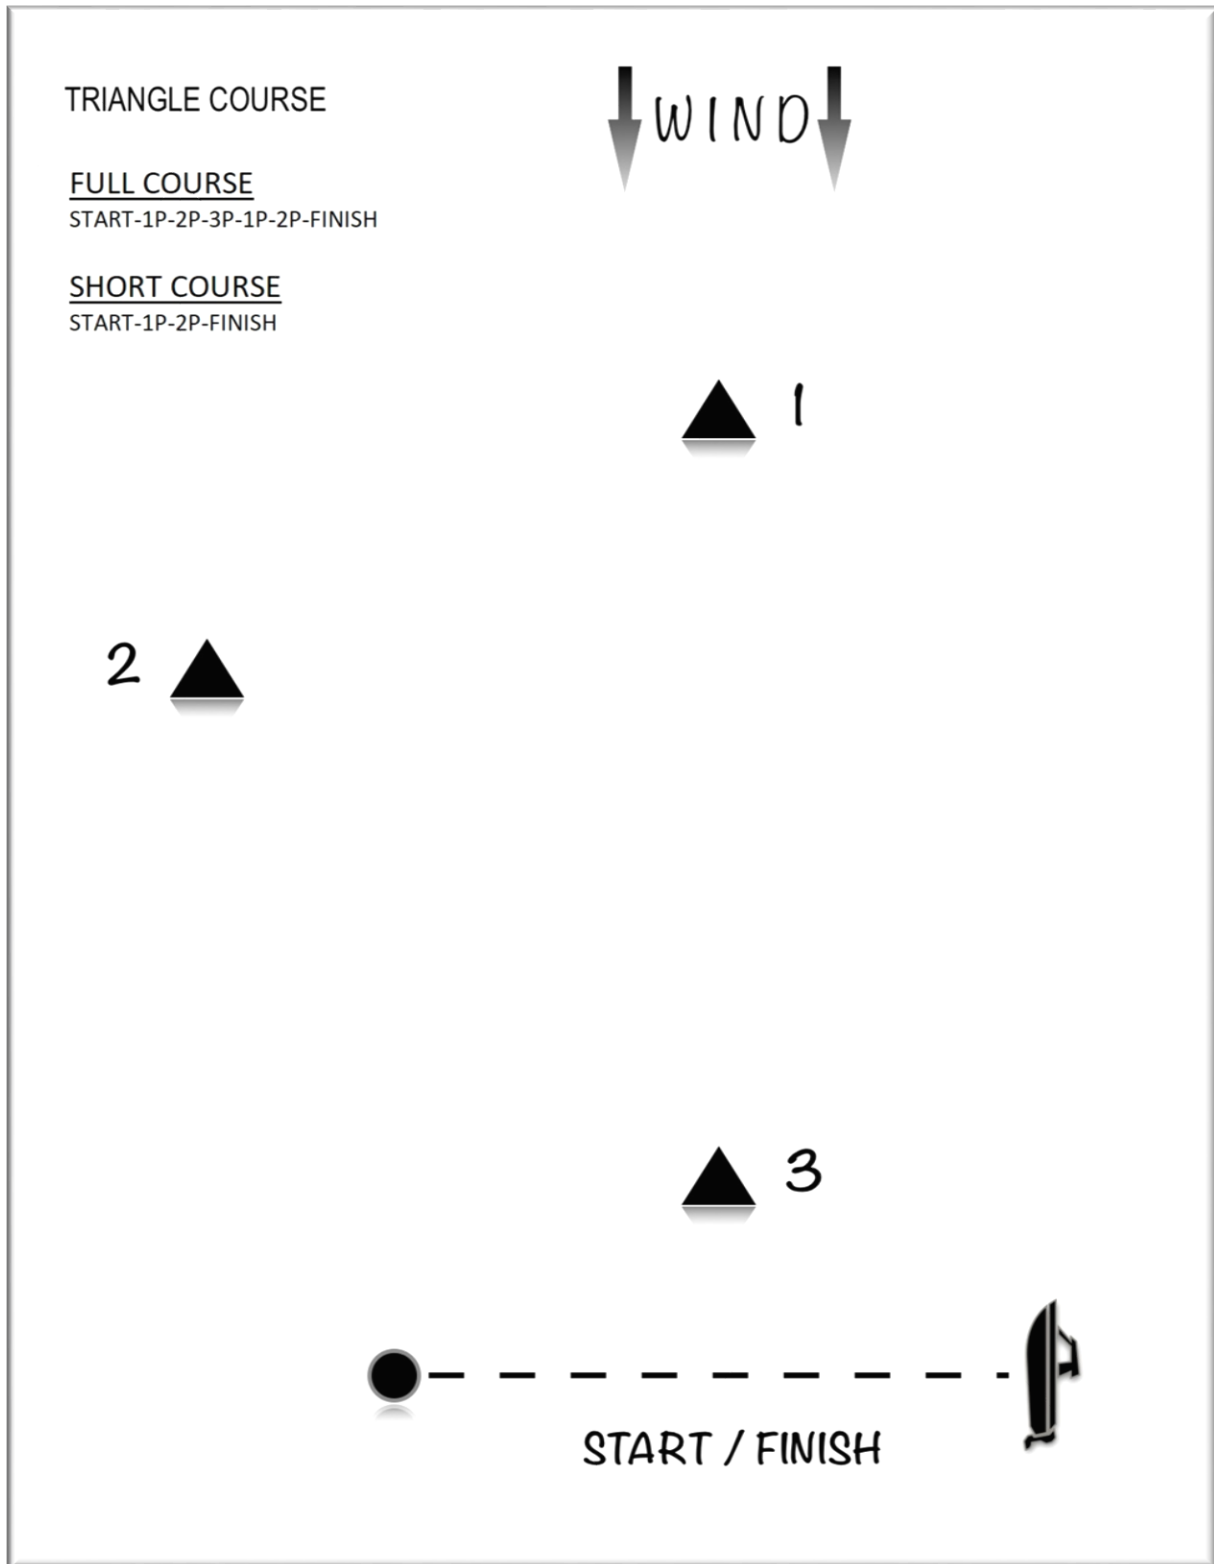 TRIANGLE COURSE
WIND
FULL COURSE
START-1P-2P-3P-1P-2P-FINISH
SHORT COURSE
START-1P-2P-FINISH
1
2
3
START / FINISH